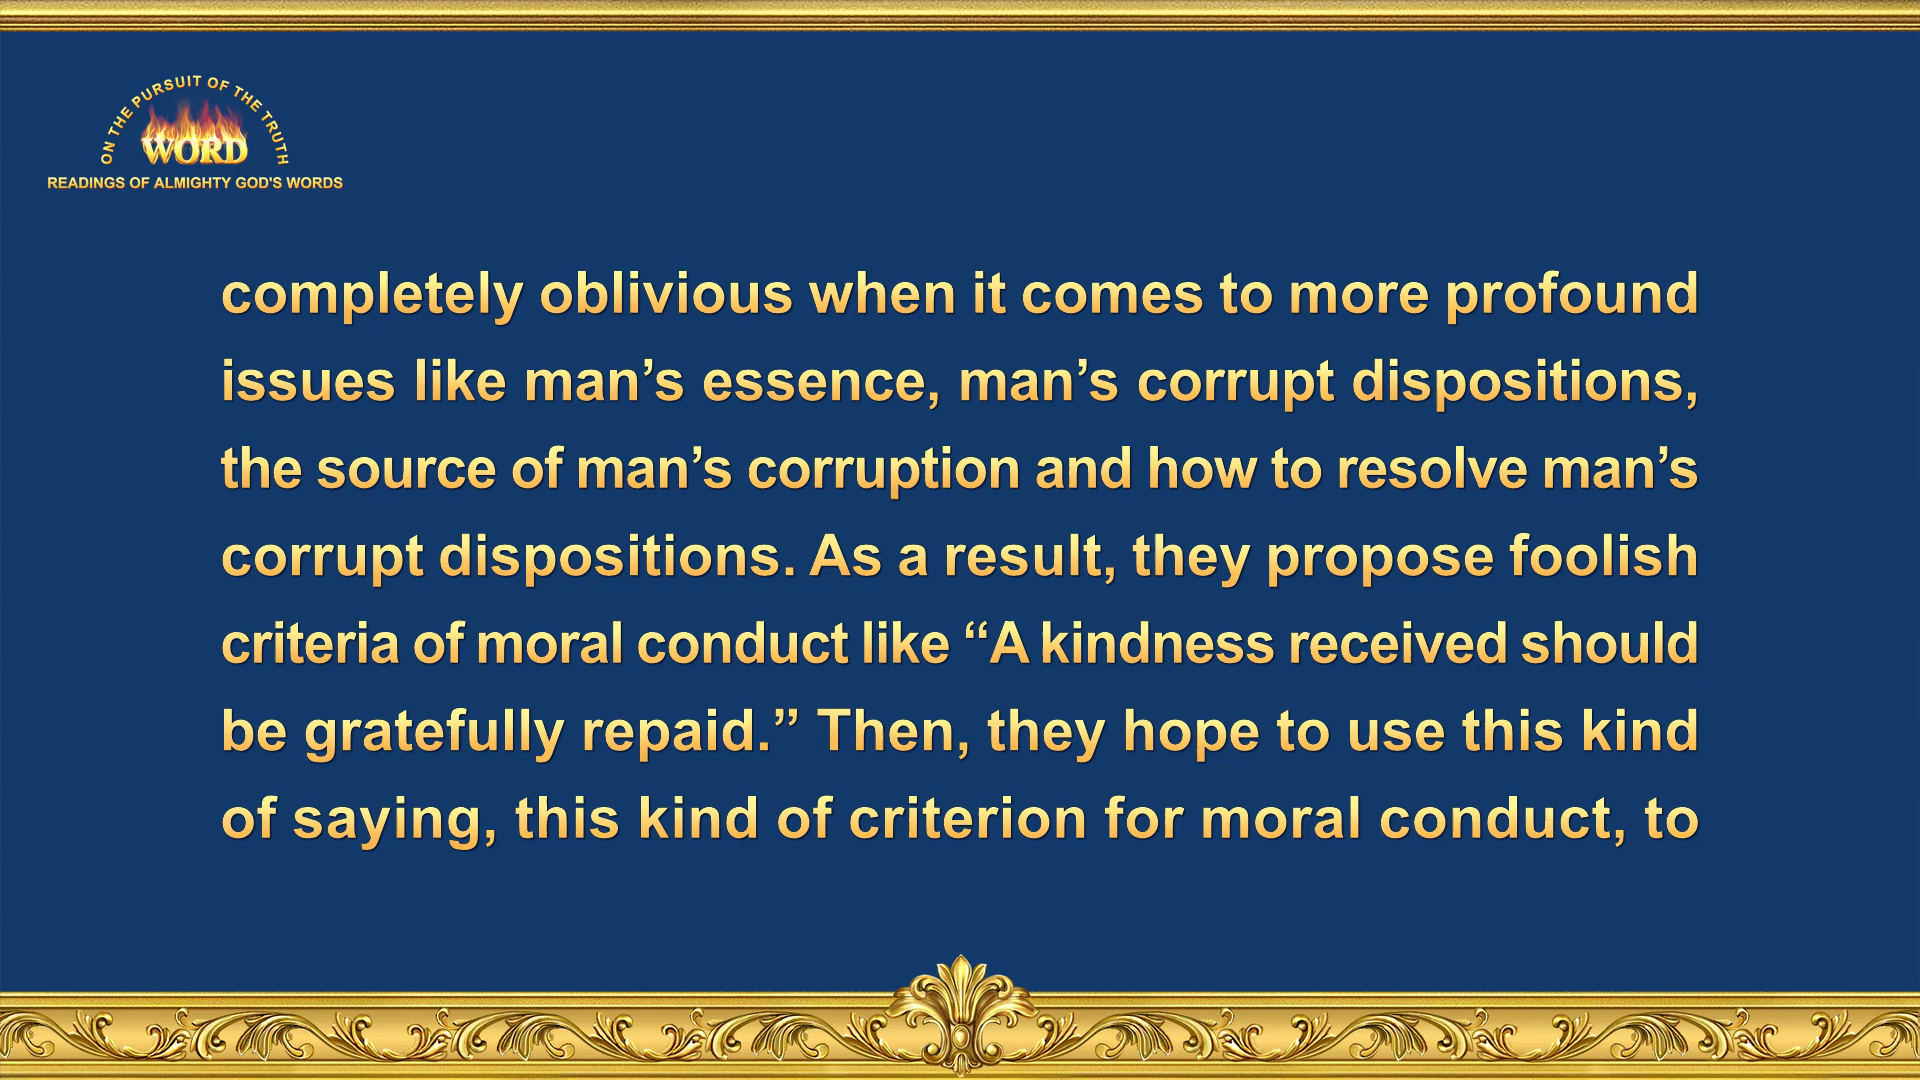 ON THE PURSUIT OF THE TRUTH
WORD
READINGS OF ALMIGHTY GOD'S WORDS
completely oblivious when it comes to more profound
issues like man’s essence, man’s corrupt dispositions,
the source of man’s corruption and how to resolve man’s
corrupt dispositions. As a result, they propose foolish
criteria of moral conduct like “A kindness received should
be gratefully repaid.” Then, they hope to use this kind
of saying, this kind of criterion for moral conduct, to